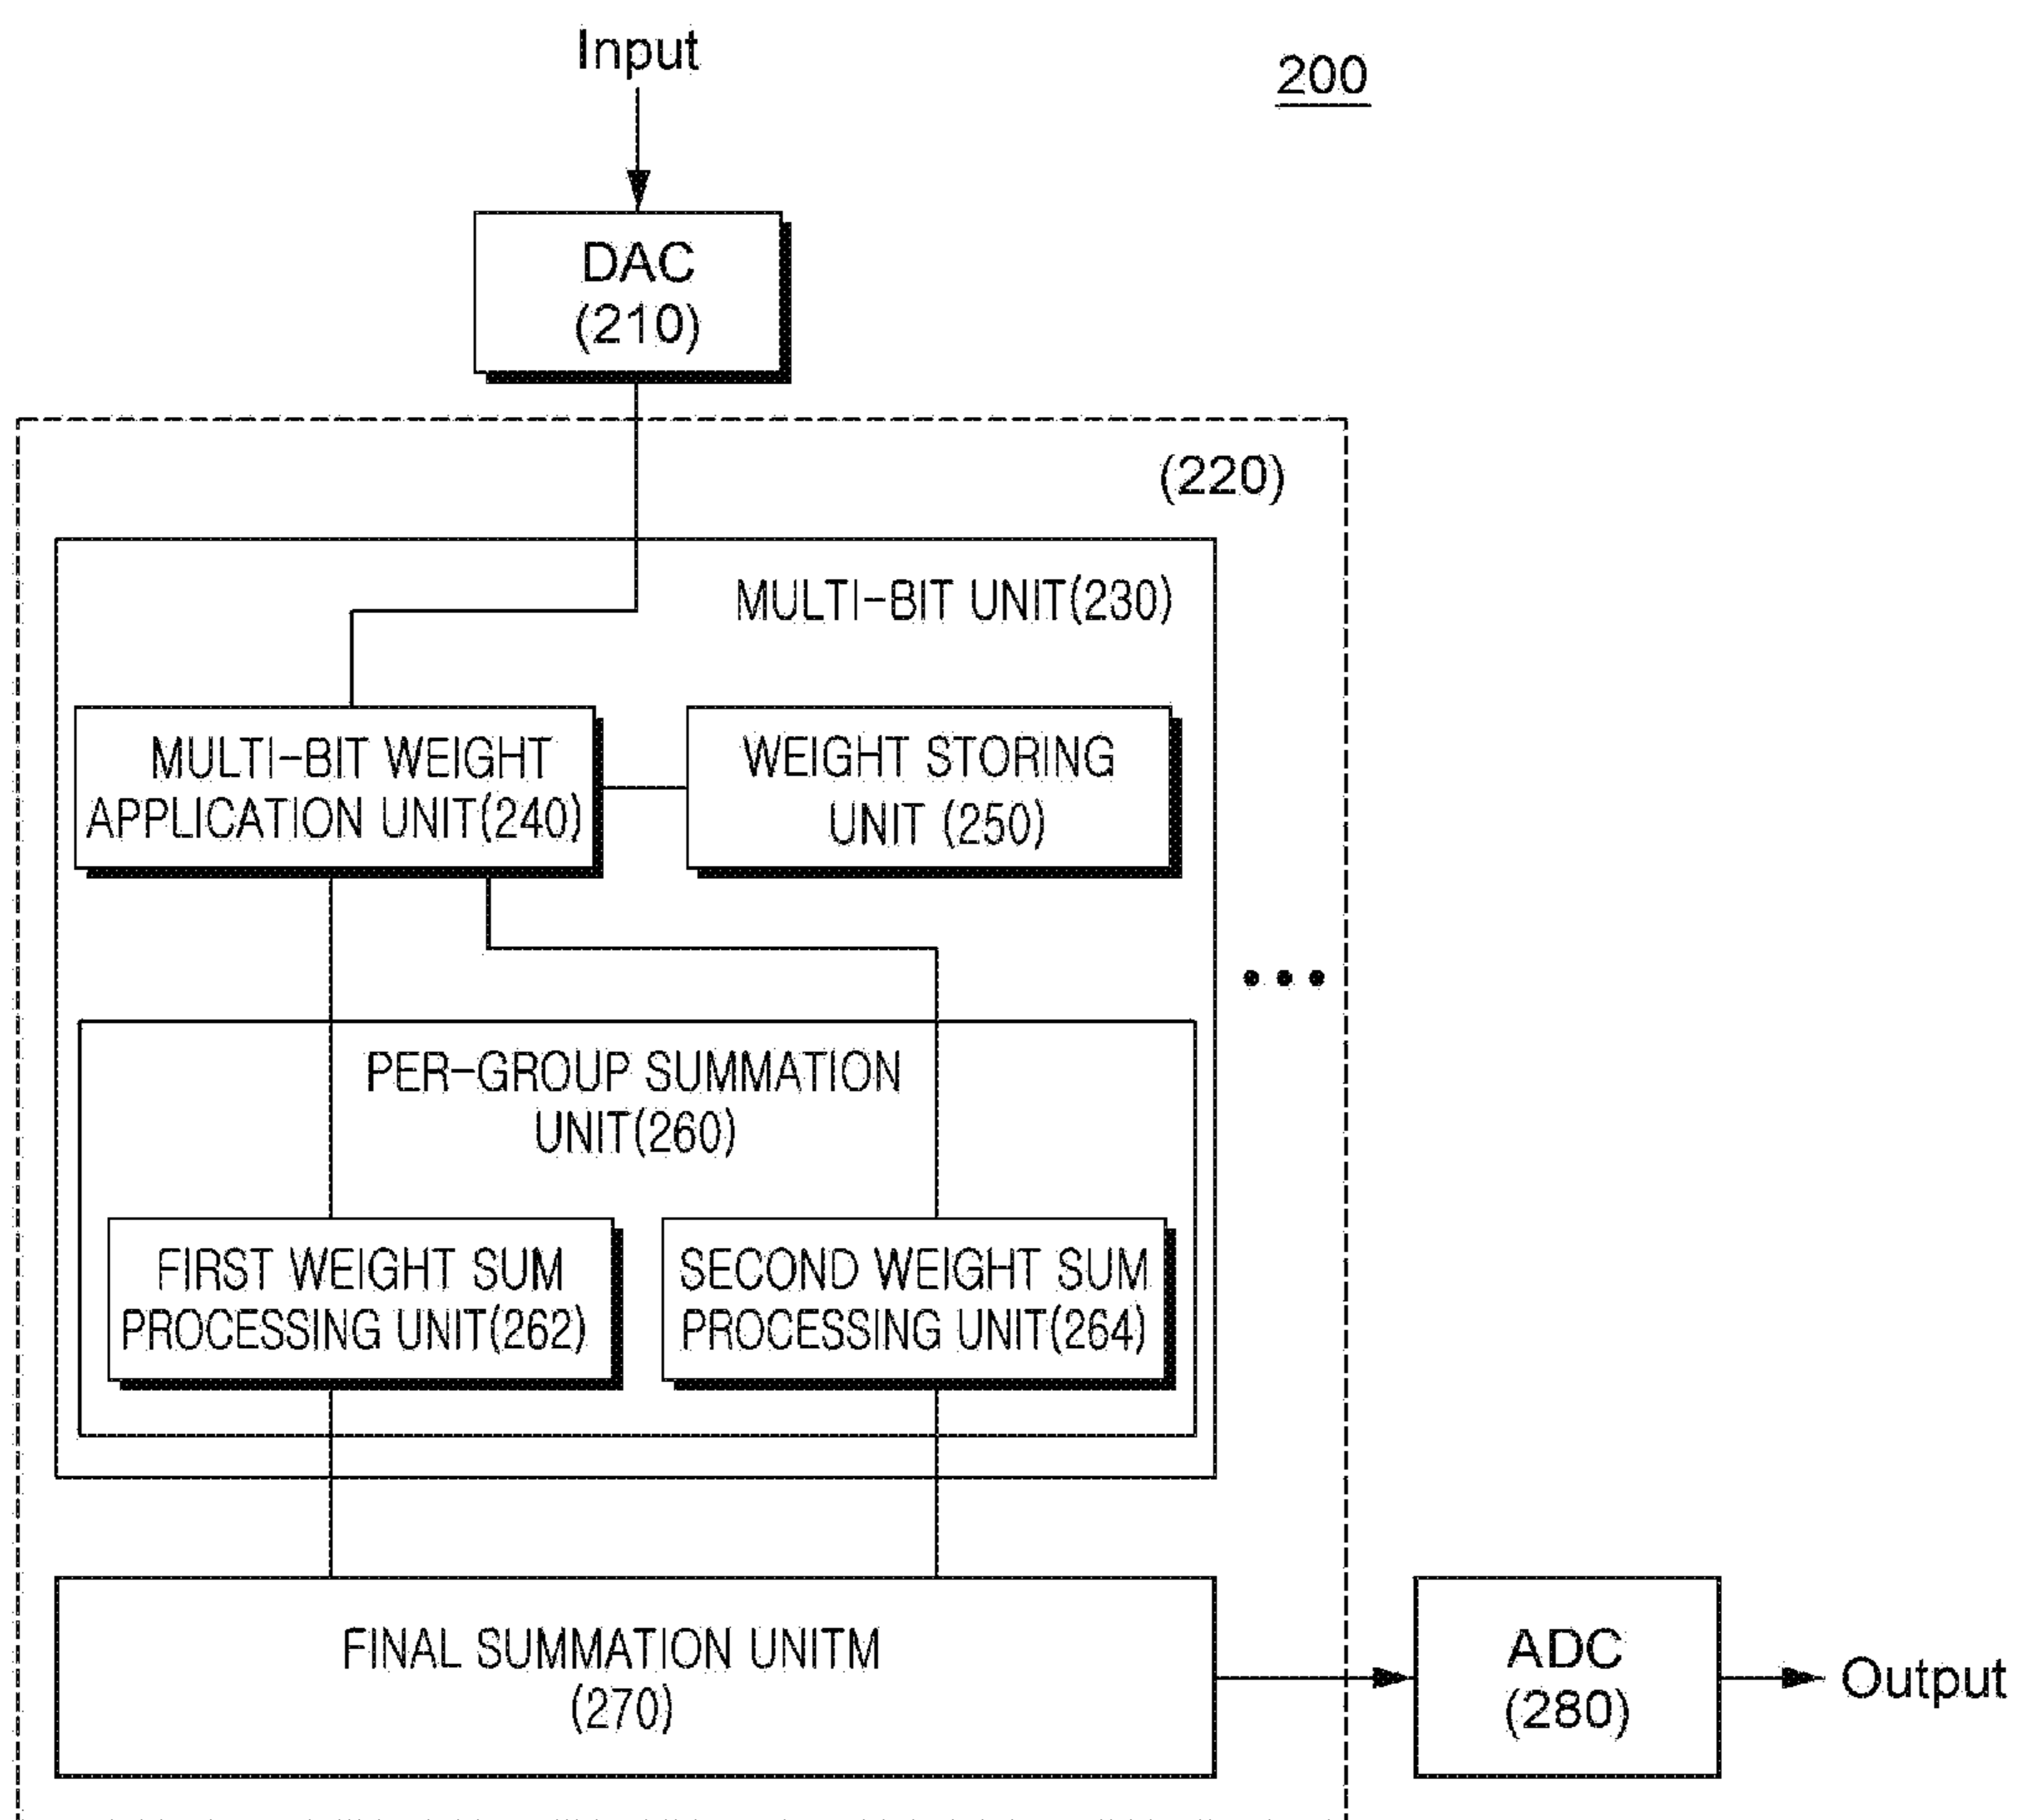 Input
200
DAC
(210)
(220)
MULTI-BIT UNIT(230)
MULTI-BIT WEIGHT
APPLICATION UNIT(240)
WEIGHT STORING
UNIT (250)
PER-GROUP SUMMATION
UNIT(260)
FIRST WEIGHT SUM
PROCESSING UNIT(262)
SECOND WEIGHT SUM
PROCESSING UNIT(264)
FINAL SUMMATION UNITM
(270)
ADC
(280)
Output